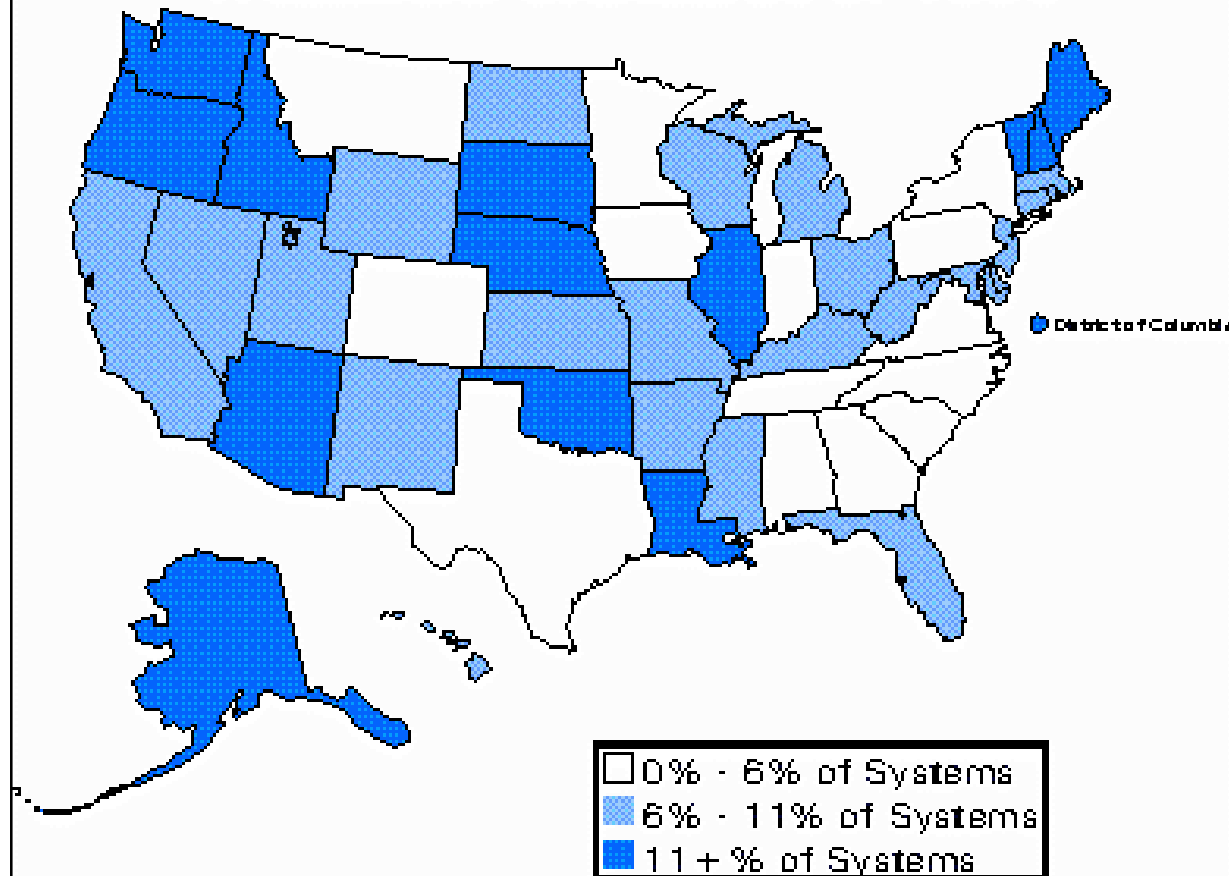 District of Columbia
0% - 6% of Systems
6% - 11% of Systems
11+% of Systems